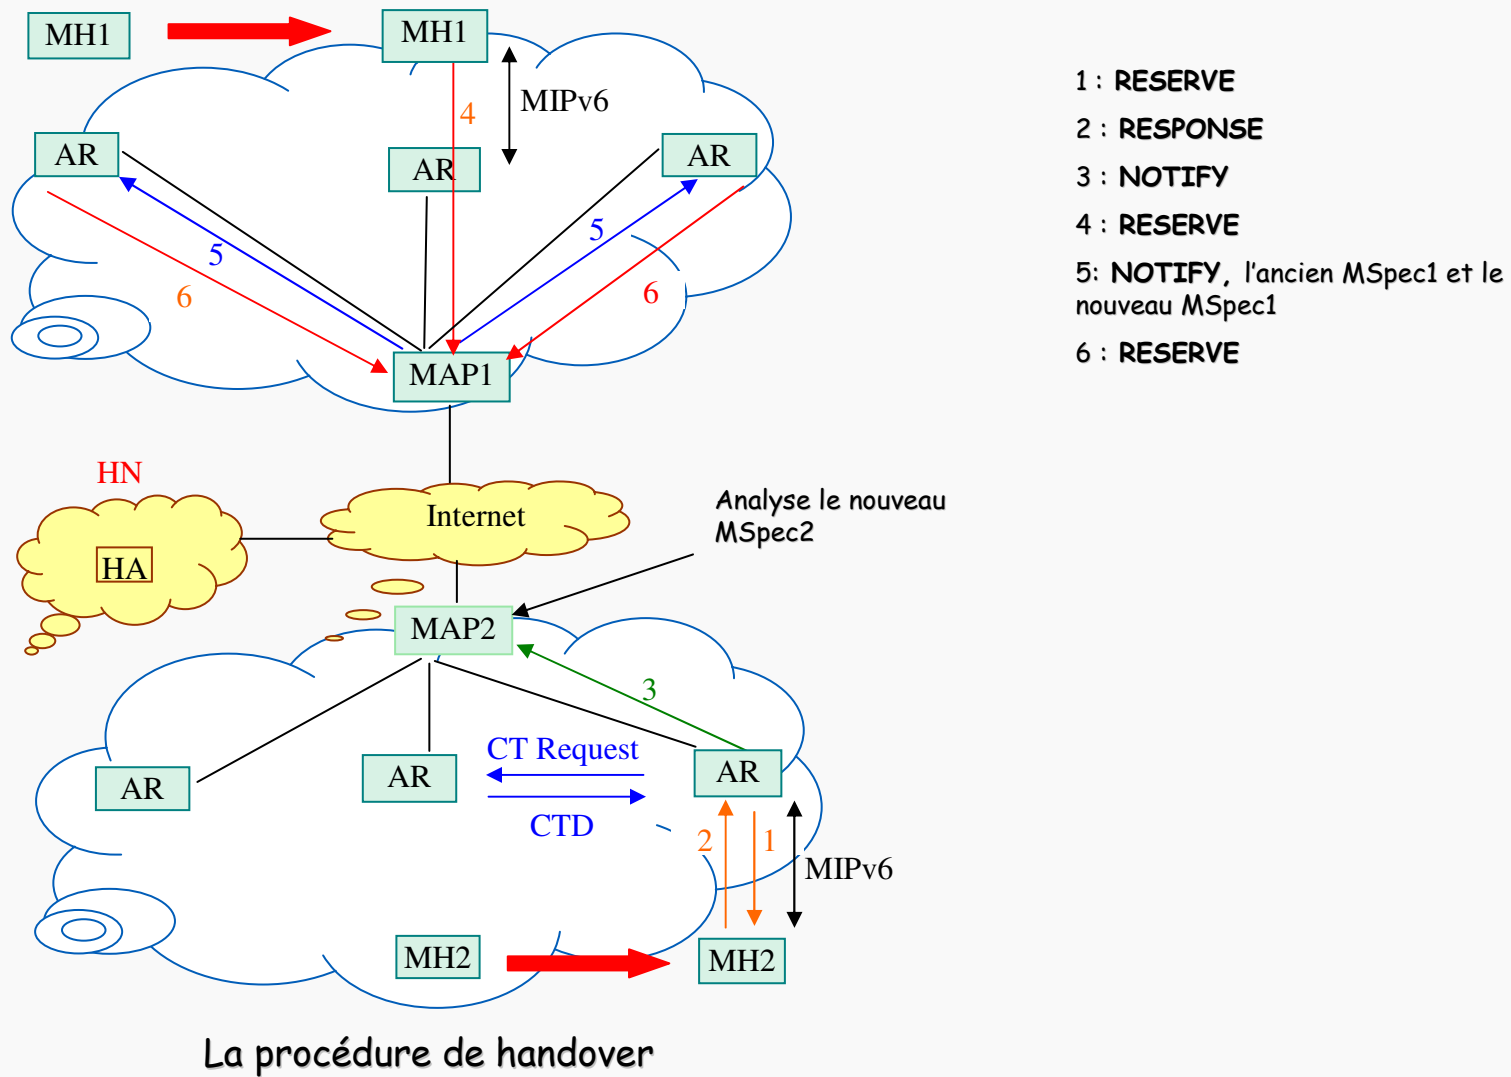 MH1
MH1
1 : RESERVE
MIPv6
4
2 : RESPONSE
AR
AR
AR
3 : NOTIFY
4 : RESERVE
5
5
5: NOTIFY, l'ancien MSpec1 et le
nouveau MSpec1
6
6
6 : RESERVE
MAP1
HN
Internet
Analyse le nouveau
MSpec2
HA
MAP2
3
CT Request
AR
AR
AR
CTD
2
1
MIPv6
MH2
MH2
La procédure de handover